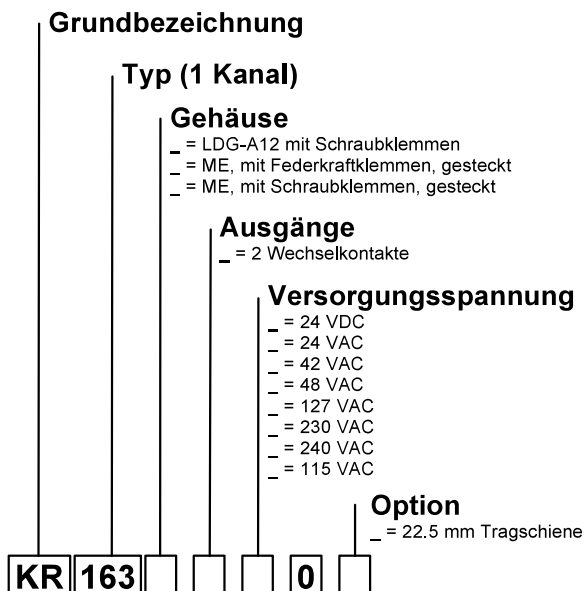 Grundbezeichnung
Typ (1 Kanal)
Gehäuse
_ = LDG-A12 mit Schraubklemmen
_ = ME, mit Federkraftklemmen, gesteckt
_ = ME, mit Schraubklemmen, gesteckt
Ausgänge
_ = 2 Wechselkontakte
Versorgungsspannung
_ = 24 VDC
_ = 24 VAC
_ = 42 VAC
_ = 48 VAC
_ = 127 VAC
_ = 230 VAC
_ = 240 VAC
_ = 115 VAC
Option
_ = 22.5 mm Tragschiene
KR 163 0